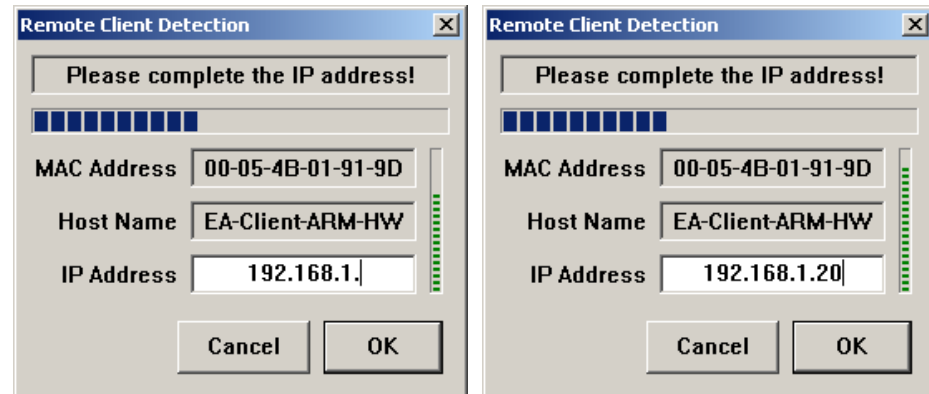 Remote Client Detection
Please complete the IP address!
MAC Address 00-05-4B-01-91-9D
Host Name EA-Client-ARM-HW
IP Address 192.168.1.
Cancel OK
Remote Client Detection
Please complete the IP address!
MAC Address 00-05-4B-01-91-9D
Host Name EA-Client-ARM-HW
IP Address 192.168.1.20
Cancel OK